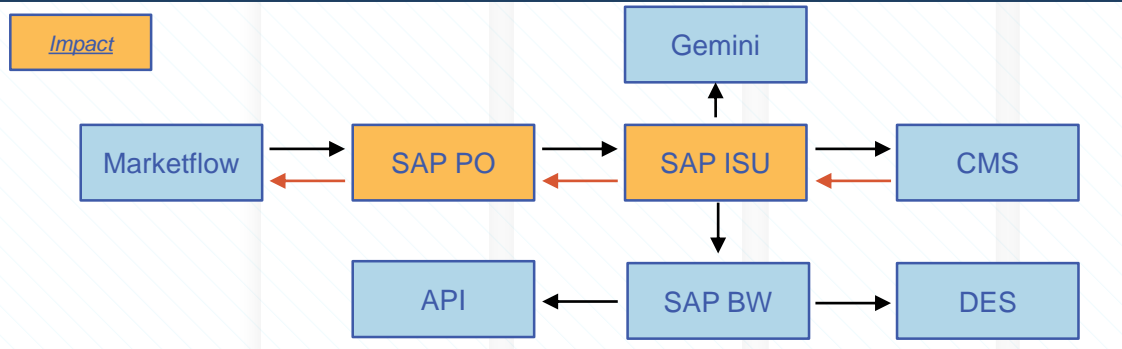 Impact
Gemini
Marketflow
SAP PO
SAP ISU
CMS
API
SAP BW
DES